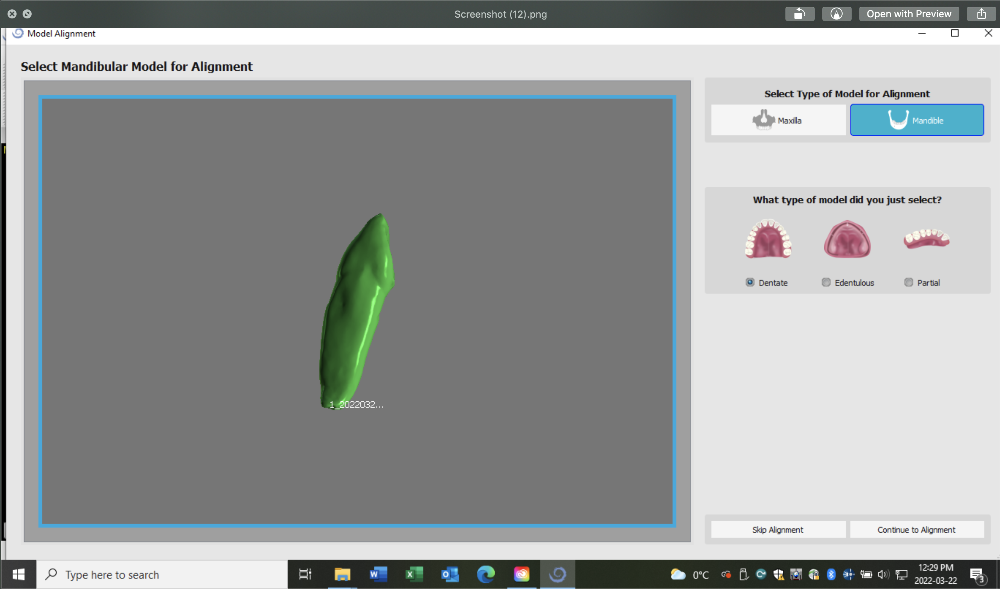 Screenshot (12).png
Open with Preview
Model Alignment
Select Mandibular Model for Alignment
Select Type of Model for Alignment
Maxilla
Mandible
What type of model did you just select?
Dentate
Edentulous
Partial
1_2022032...
Skip Alignment
Continue to Alignment
Type here to search
0°C
12:29 PM
2022-03-22
3